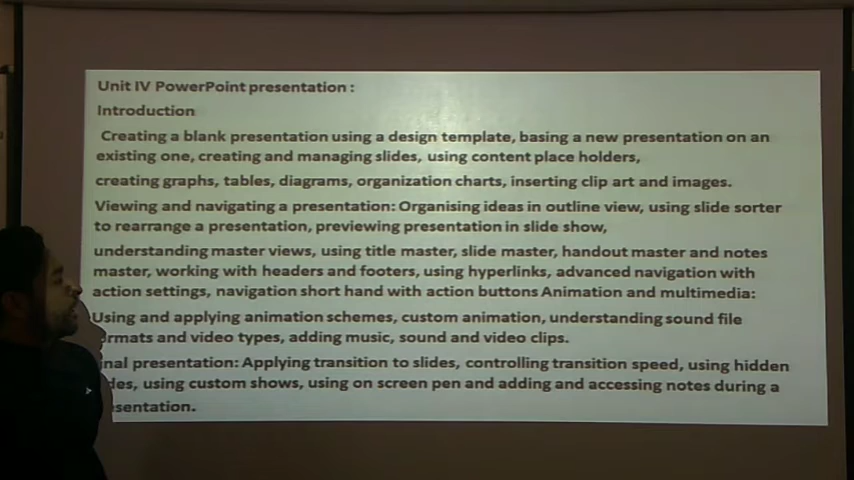 Unit IV PowerPoint presentation :
Introduction
Creating a blank presentation using a design template, basing a new presentation on an
existing one, creating and managing slides, using content place holders,
creating graphs, tables, diagrams, organization charts, inserting clip art and images.
Viewing and navigating a presentation: Organising ideas in outline view, using slide sorter
to rearrange a presentation, previewing presentation in slide show,
understanding master views, using title master, slide master, handout master and notes
master, working with headers and footers, using hyperlinks, advanced navigation with
action settings, navigation short hand with action buttons Animation and multimedia:
Using and applying animation schemes, custom animation, understanding sound file
and video types, adding music, sound and video clips.
presentation: Applying transition to slides, controlling transition speed, using hidden
using custom shows, using on screen pen and adding and accessing notes during a